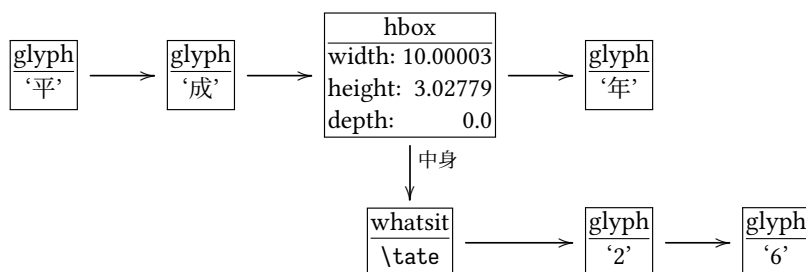 glyph
‘平’
glyph
‘成’
hbox
width: 10.00003
height: 3.02779
depth: 0.0
glyph
‘年’
中身
whatsit
\tate
glyph
‘2’
glyph
‘6’